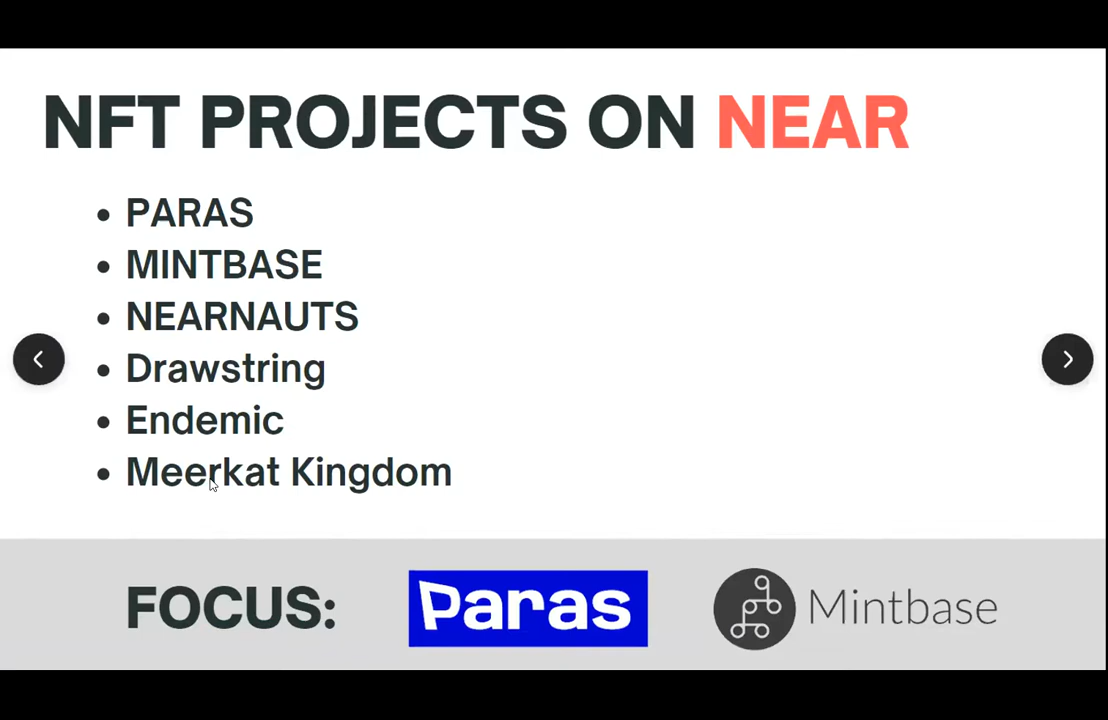 NFT PROJECTS ON NEAR
• PARAS
• MINTBASE
• NEARNAUTS
• Drawstring
• Endemic
• Meerkat Kingdom
FOCUS: Paras Mintbase